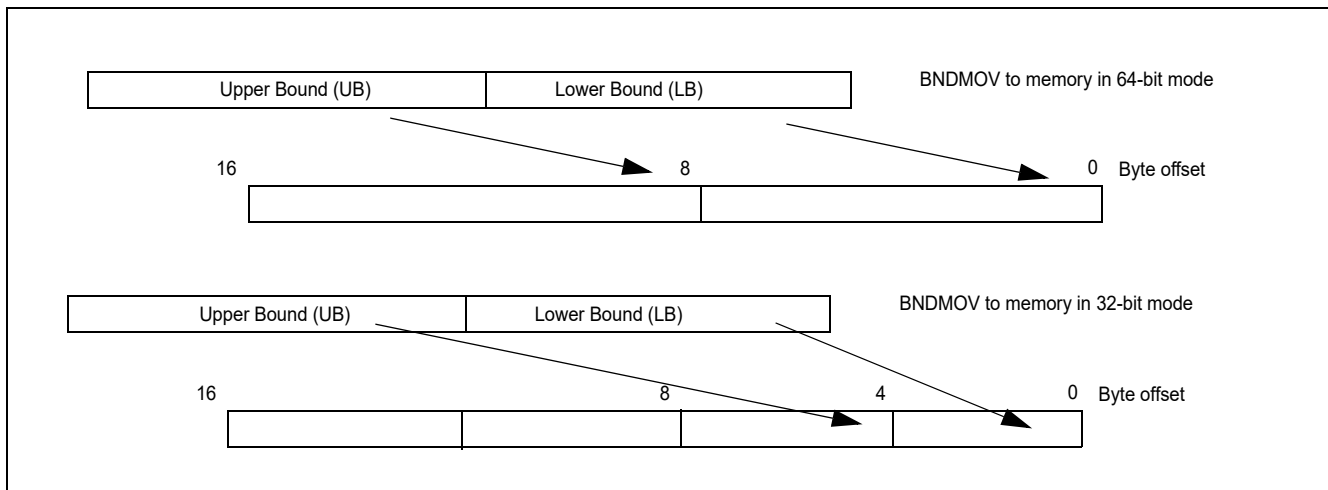 BNDMOV to memory in 64-bit mode
Upper Bound (UB) Lower Bound (LB)
16 8 0 Byte offset
BNDMOV to memory in 32-bit mode
Upper Bound (UB) Lower Bound (LB)
16 8 4 0 Byte offset